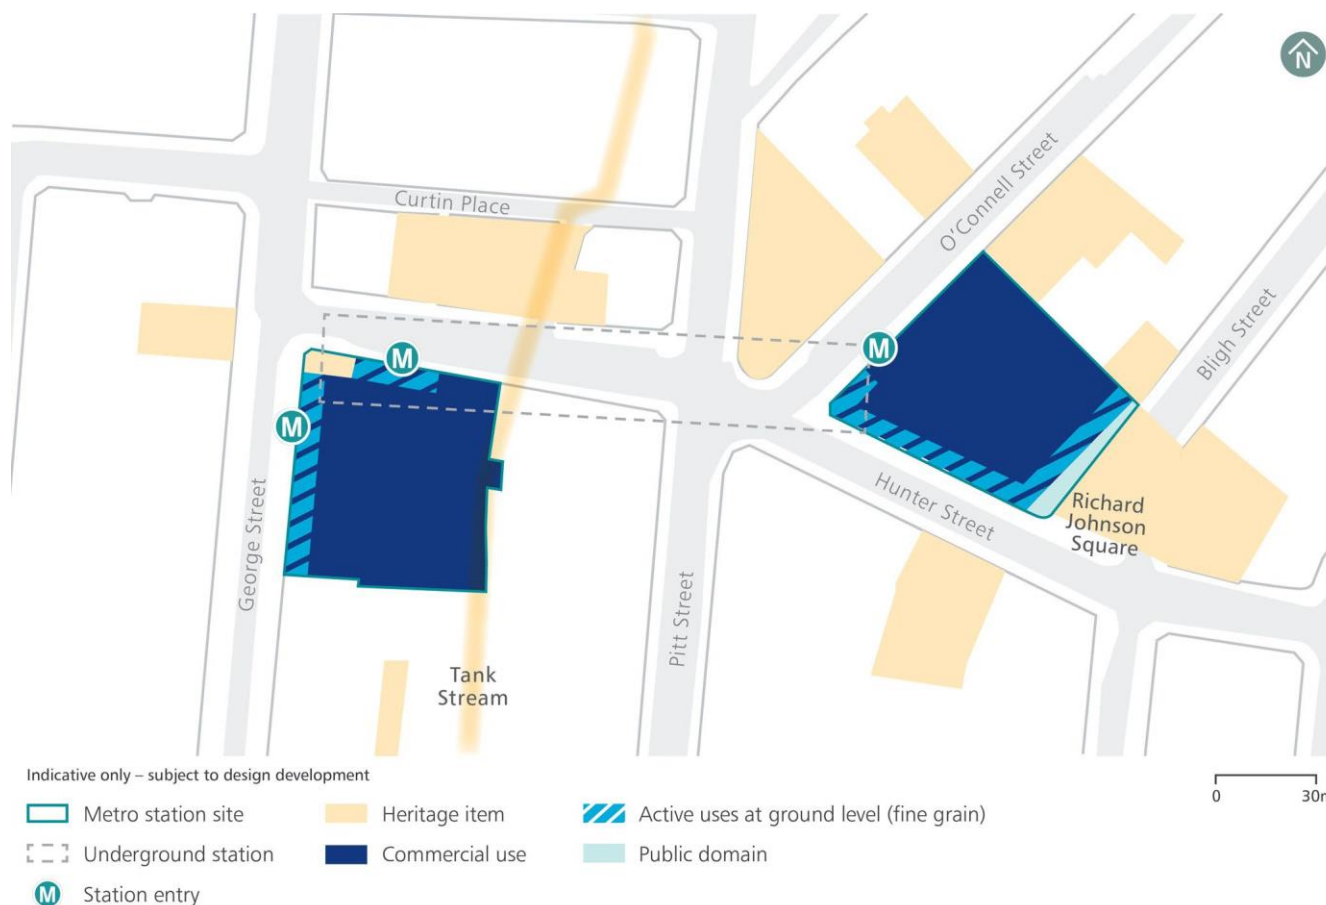 N
O'Connell Street
Curtin Place
Bligh Street
M
M
M
George Street
Hunter Street
Richard
Johnson
Square
Pitt Street
Tank
Stream
Indicative only – subject to design development
Metro station site
Heritage item
Active uses at ground level (fine grain)
0
Underground station
Commercial use
Public domain
M
Station entry